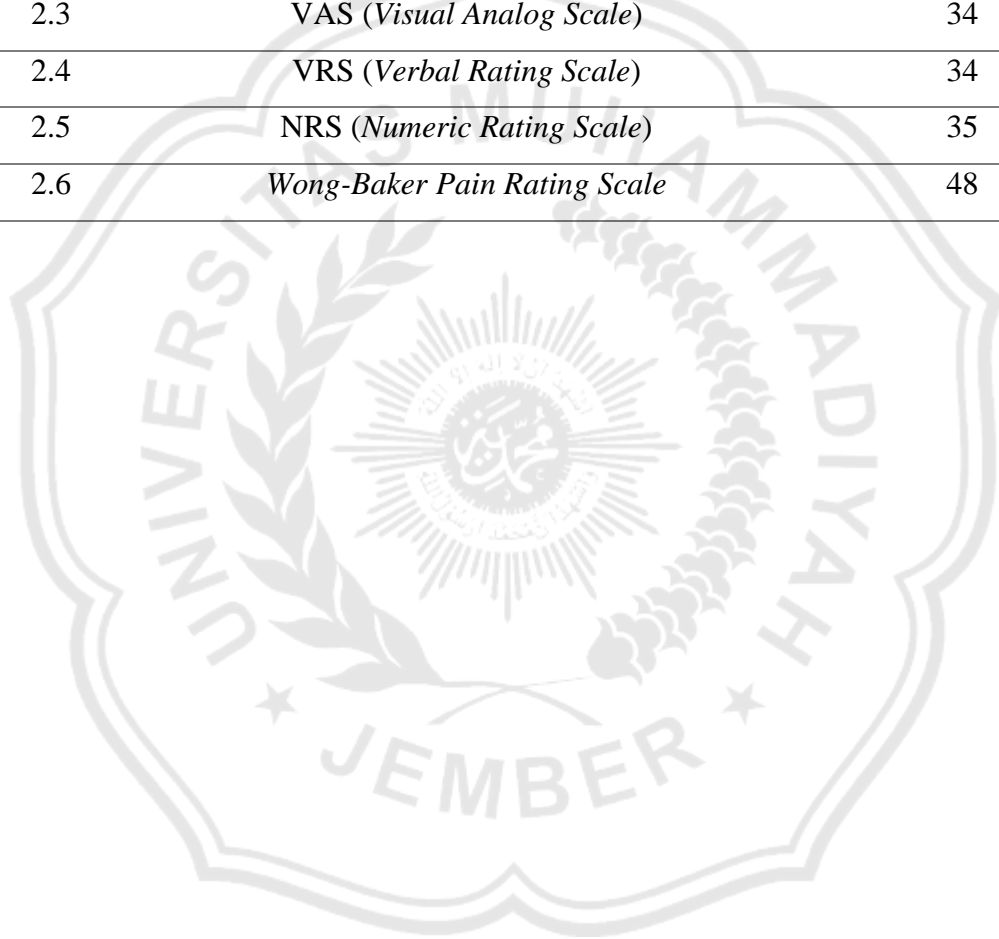 2.3 VAS (Visual Analog Scale) 34
2.4 VRS (Verbal Rating Scale) 34
2.5 NRS (Numeric Rating Scale) 35
2.6 Wong-Baker Pain Rating Scale 48
UNIVERSITAS MUHAMMADIYAH
JEMBER